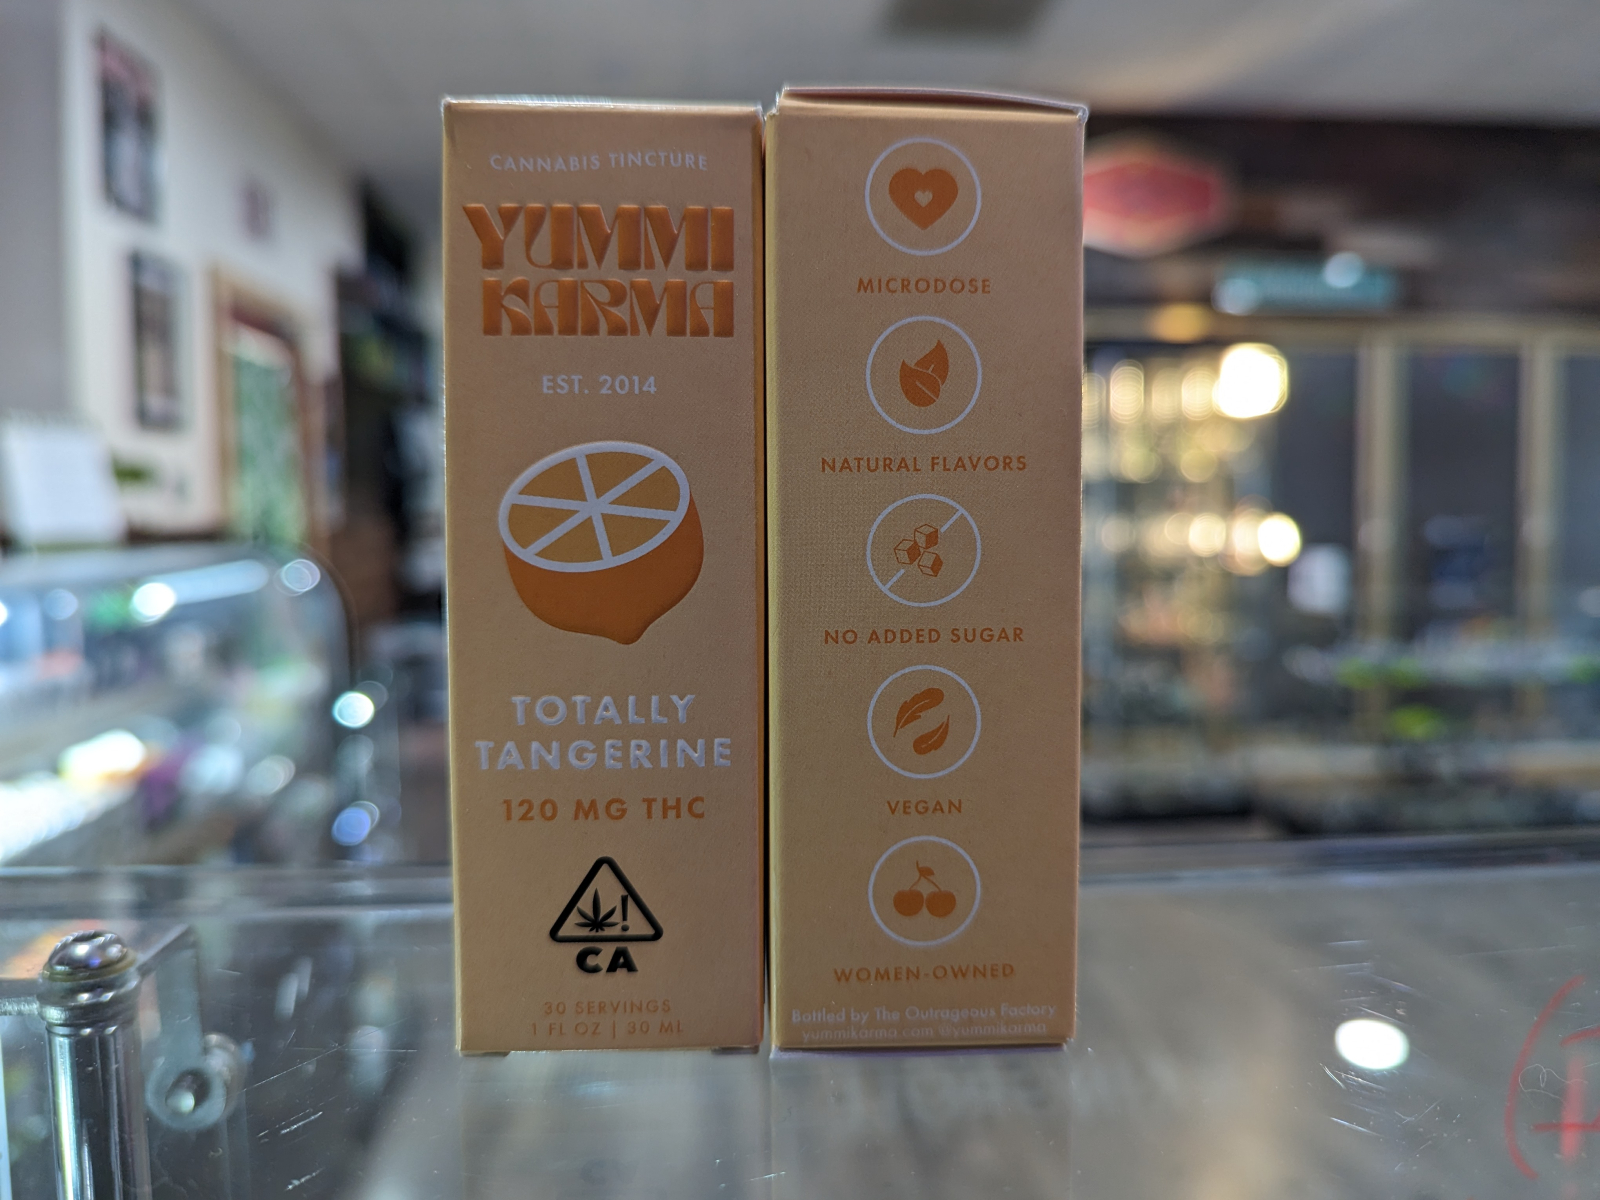 CANNABIS TINCTURE
YUMMI
KARMA
EST. 2014
TOTALLY
TANGERINE
120 MG THC
CA
30 SERVINGS
1 FL OZ | 30 ML
MICRODOSE
NATURAL FLAVORS
NO ADDED SUGAR
VEGAN
WOMEN-OWNED
Bottled by The Outrageous Factory
yummikarma.com @yummikarma